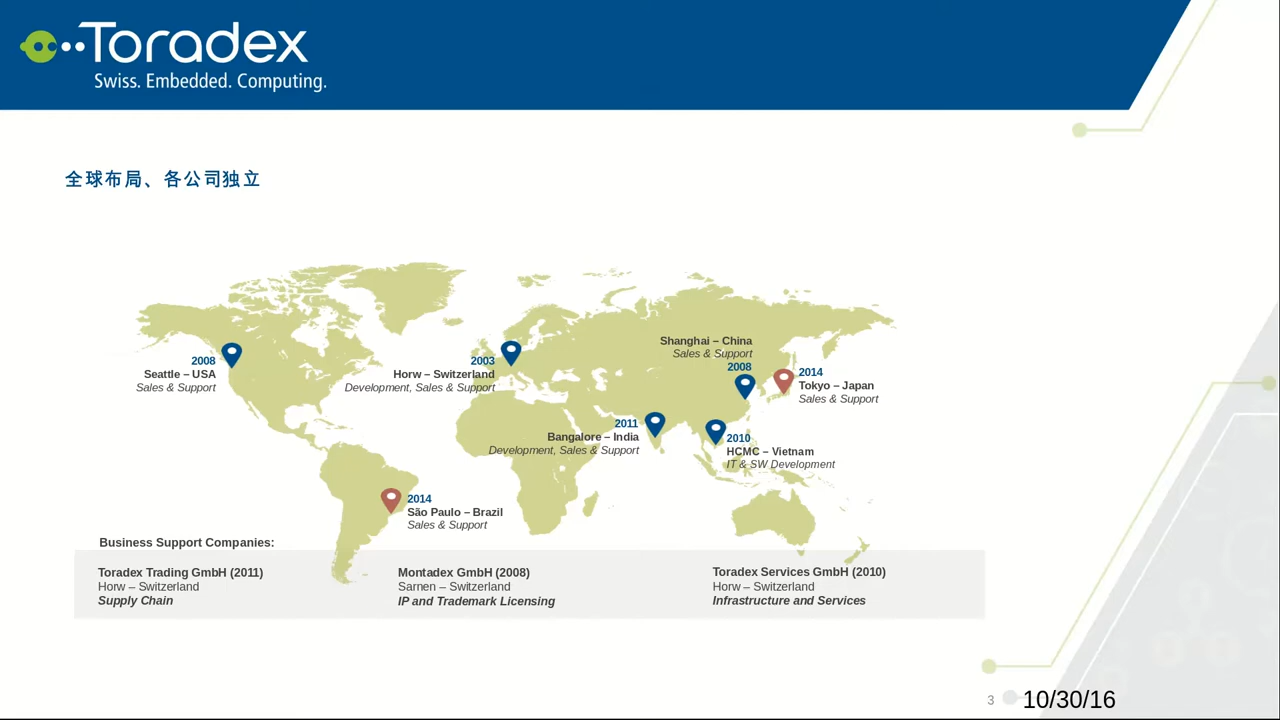 Toradex
Swiss. Embedded. Computing.
全球布局、各公司独立
2008
Seattle – USA
Sales & Support
2003
Horw – Switzerland
Development, Sales & Support
Shanghai – China
Sales & Support
2008
2014
Tokyo – Japan
Sales & Support
2011
Bangalore – India
Development, Sales & Support
2010
HCMC – Vietnam
IT & SW Development
2014
São Paulo – Brazil
Sales & Support
Business Support Companies:
Toradex Trading GmbH (2011)
Horw – Switzerland
Supply Chain
Montadex GmbH (2008)
Sarnen – Switzerland
IP and Trademark Licensing
Toradex Services GmbH (2010)
Horw – Switzerland
Infrastructure and Services
3
10/30/16